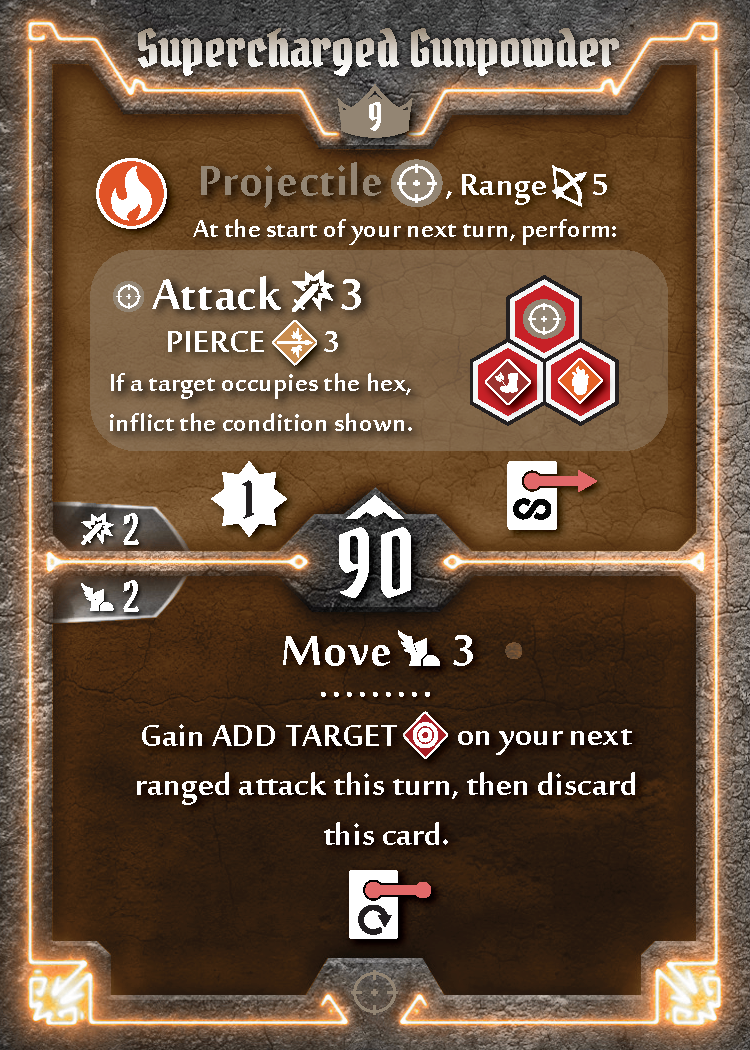 Supercharged Gunpowder
9
Projectile , Range 5
At the start of your next turn, perform:
Attack 3
PIERCE 3
If a target occupies the hex,
inflict the condition shown.
1
2
90
2
Move 3
Gain ADD TARGET on your next
ranged attack this turn, then discard
this card.